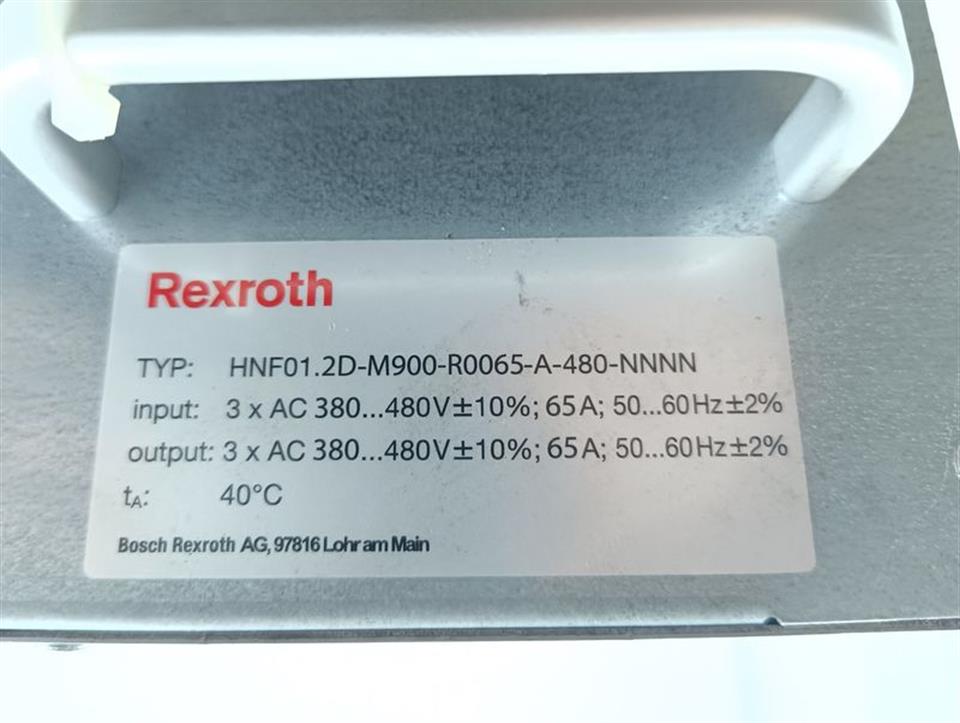 Rexroth
TYP: HNF01.2D-M900-R0065-A-480-NNNN
input: 3 x AC 380...480V±10%; 65A; 50...60Hz±2%
output: 3 x AC 380...480V±10%; 65A; 50...60Hz±2%
tA: 40°C
Bosch Rexroth AG, 97816 Lohr am Main